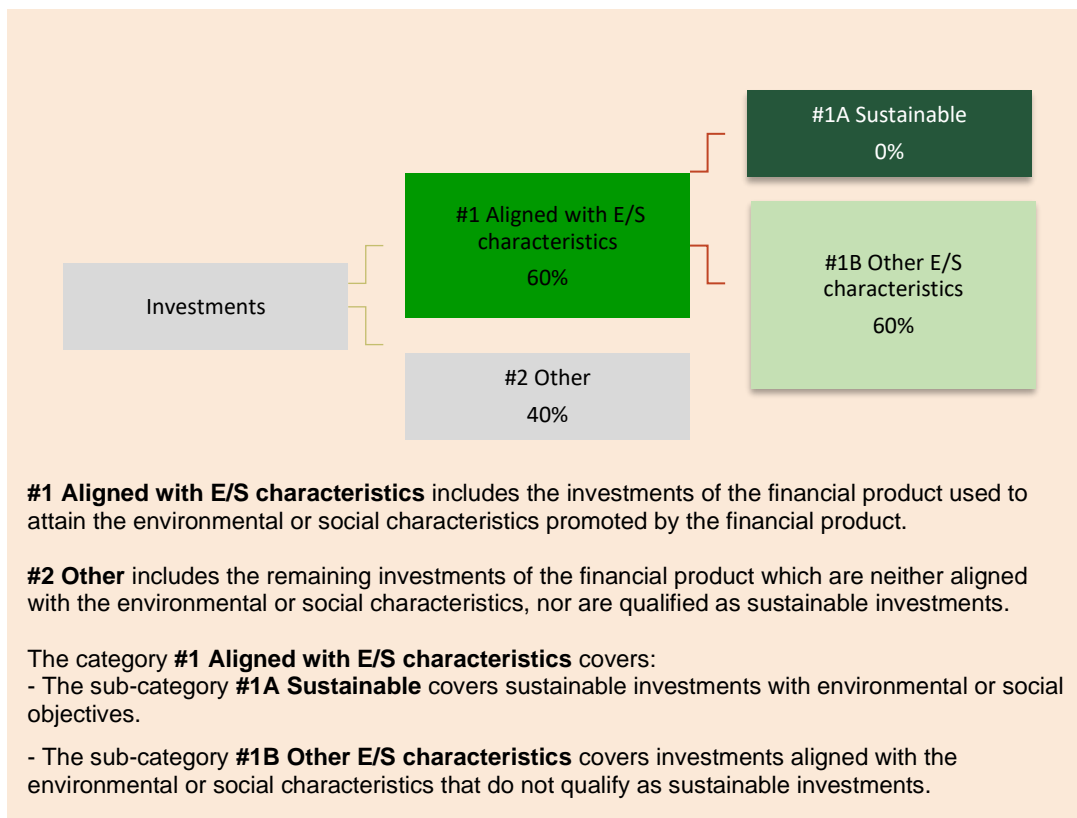 #1A Sustainable
0%
#1 Aligned with E/S
characteristics
60%
#1B Other E/S
characteristics
60%
Investments
#2 Other
40%
#1 Aligned with E/S characteristics includes the investments of the financial product used to
attain the environmental or social characteristics promoted by the financial product.
#2 Other includes the remaining investments of the financial product which are neither aligned
with the environmental or social characteristics, nor are qualified as sustainable investments.
The category #1 Aligned with E/S characteristics covers:
- The sub-category #1A Sustainable covers sustainable investments with environmental or social
objectives.
- The sub-category #1B Other E/S characteristics covers investments aligned with the
environmental or social characteristics that do not qualify as sustainable investments.